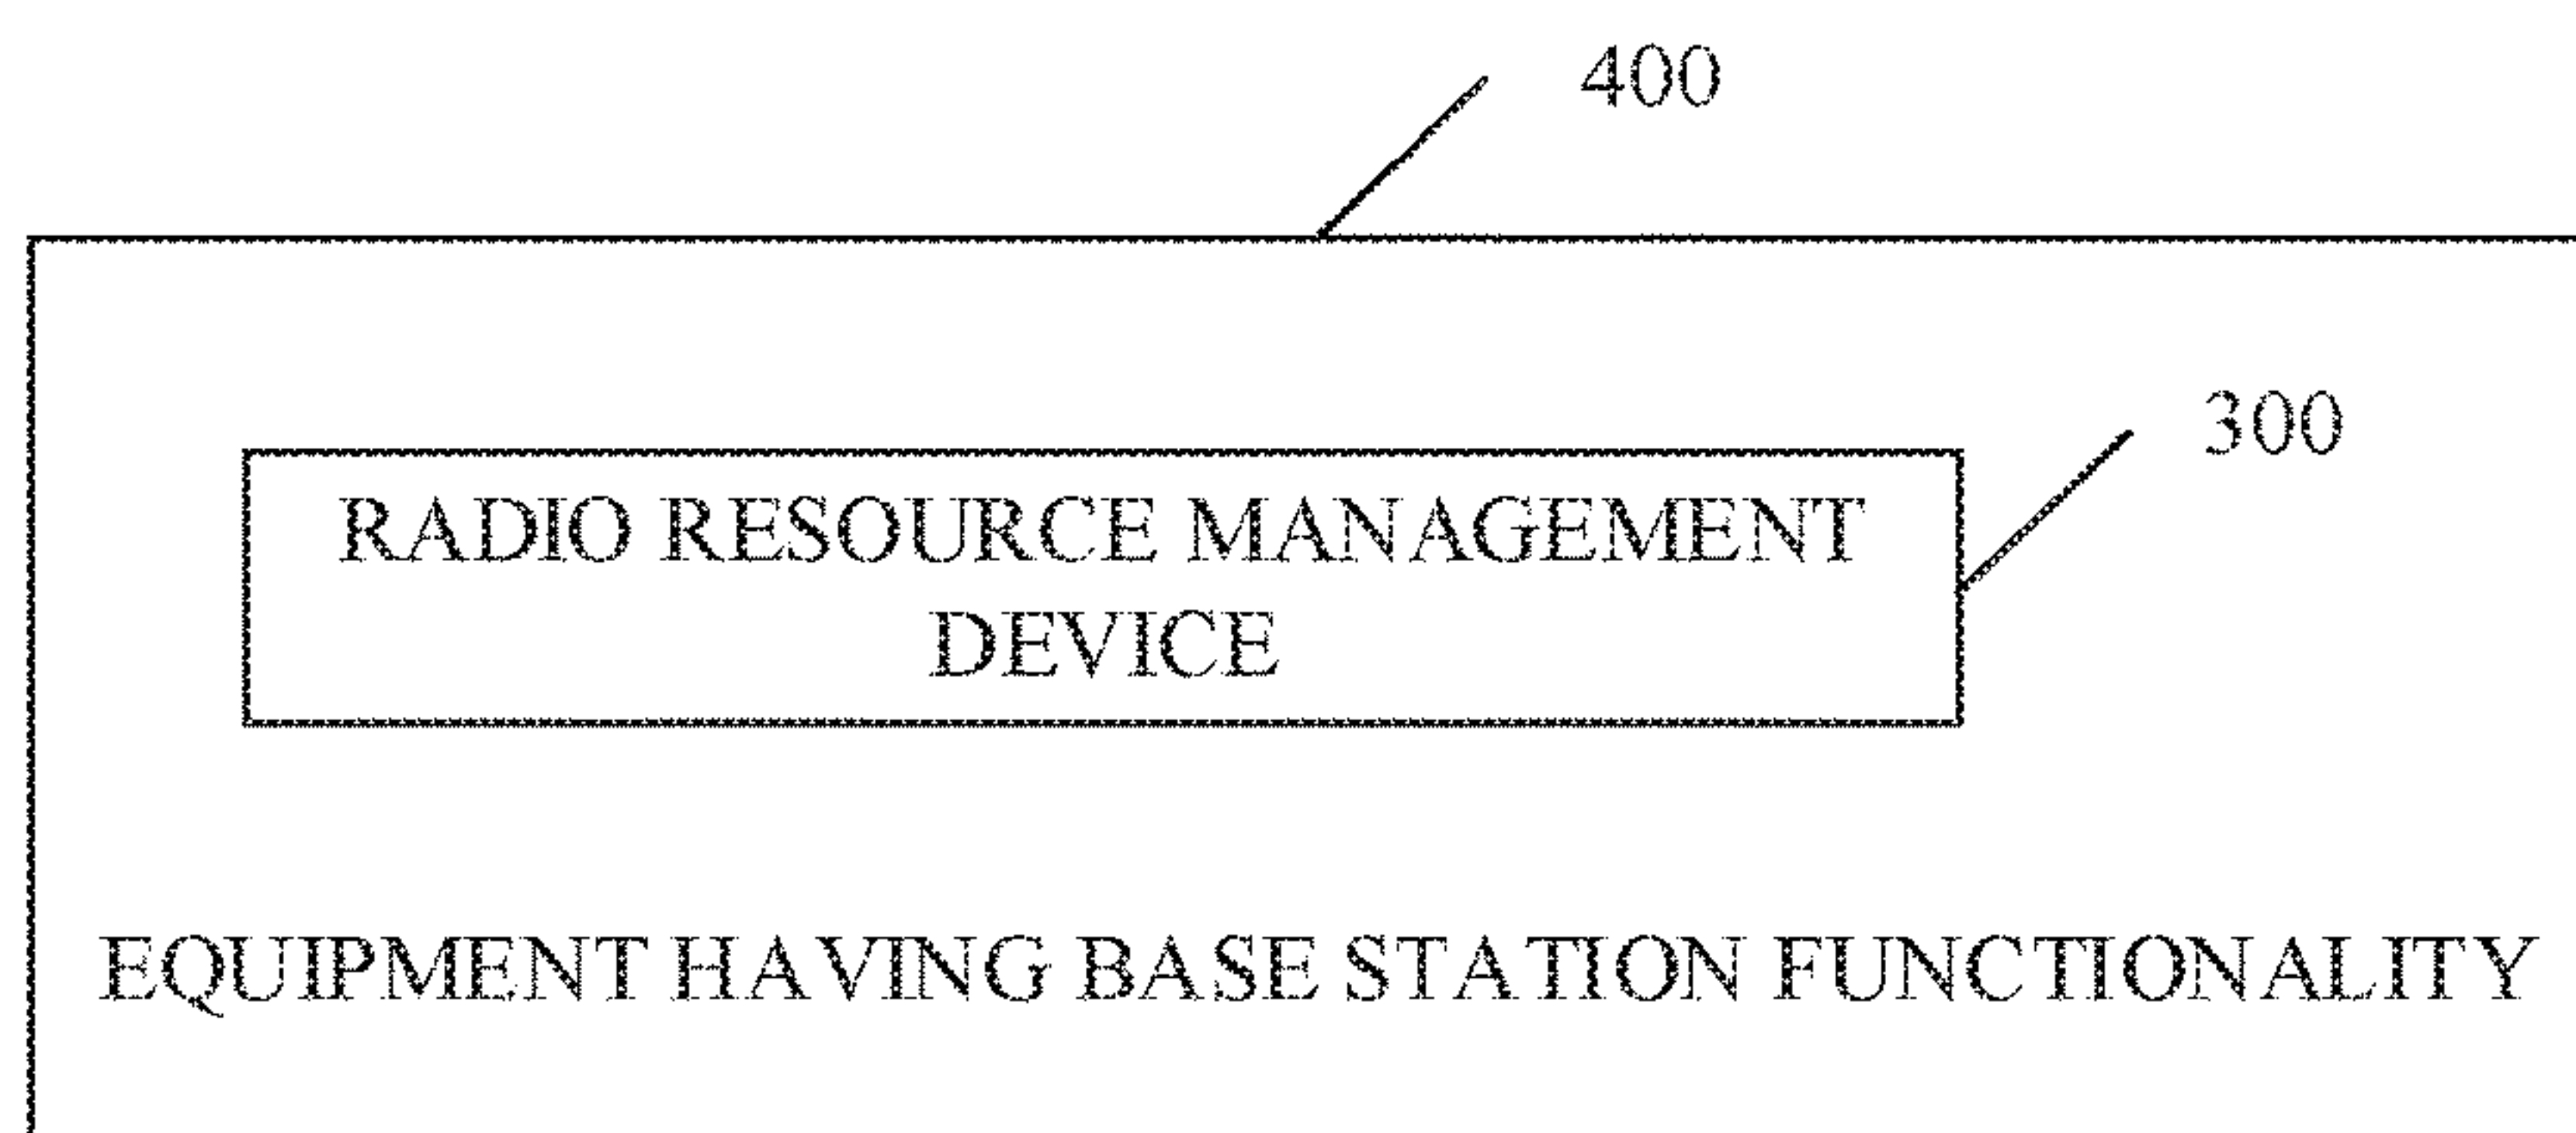 400
300
RADIO RESOURCE MANAGEMENT
DEVICE
EQUIPMENT HAVING BASE STATION FUNCTIONALITY